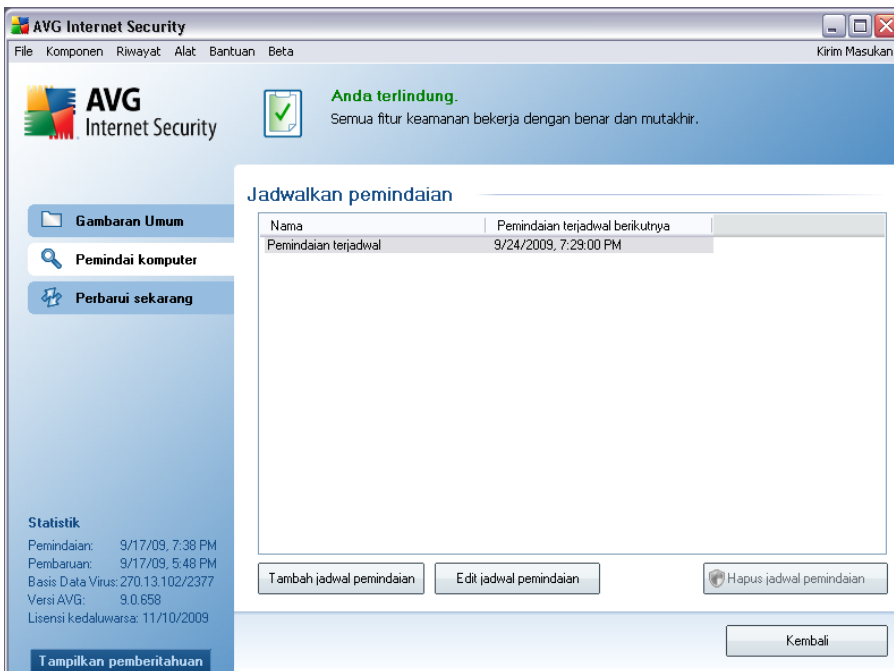 AVG Internet Security
File Komponen Riwayat Alat Bantuan Beta Kirim Masukan
AVG
Internet Security
Anda terlindung.
Semua fitur keamanan bekerja dengan benar dan mutakhir.
Gambaran Umum
Pemindai komputer
Perbarui sekarang
Jadwalkan pemindaian
Nama Pemindaian terjadwal berikutnya
Pemindaian terjadwal 9/24/2009, 7:29:00 PM
Statistik
Pemindaian: 9/17/09, 7:38 PM
Pembaruan: 9/17/09, 5:48 PM
Basis Data Virus: 270.13.102/2377
Versi AVG: 9.0.658
Lisensi kedaluwarsa: 11/10/2009
Tampilkan pemberitahuan
Tambah jadwal pemindaian Edit jadwal pemindaian Hapus jadwal pemindaian
Kembali